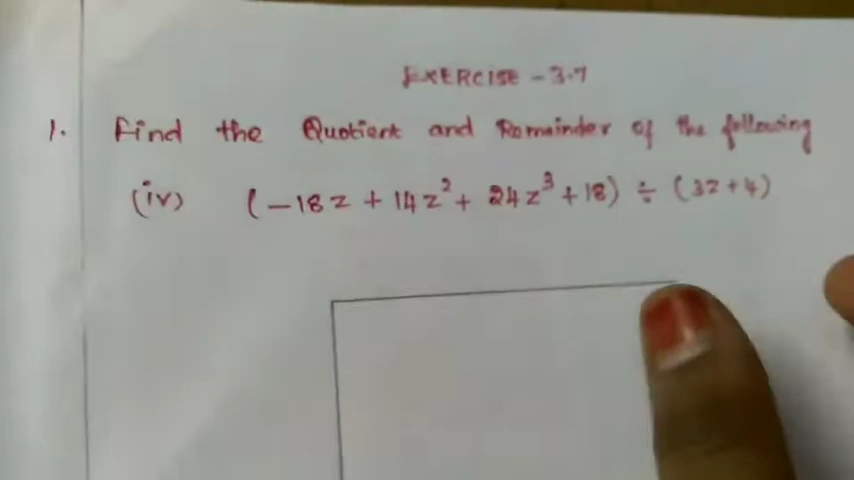 EXERCISE - 3.7
1. Find the Quotient and Remainder of the following
(iv) (-18z + 14z² + 24z³ + 18) ÷ (3z + 4)